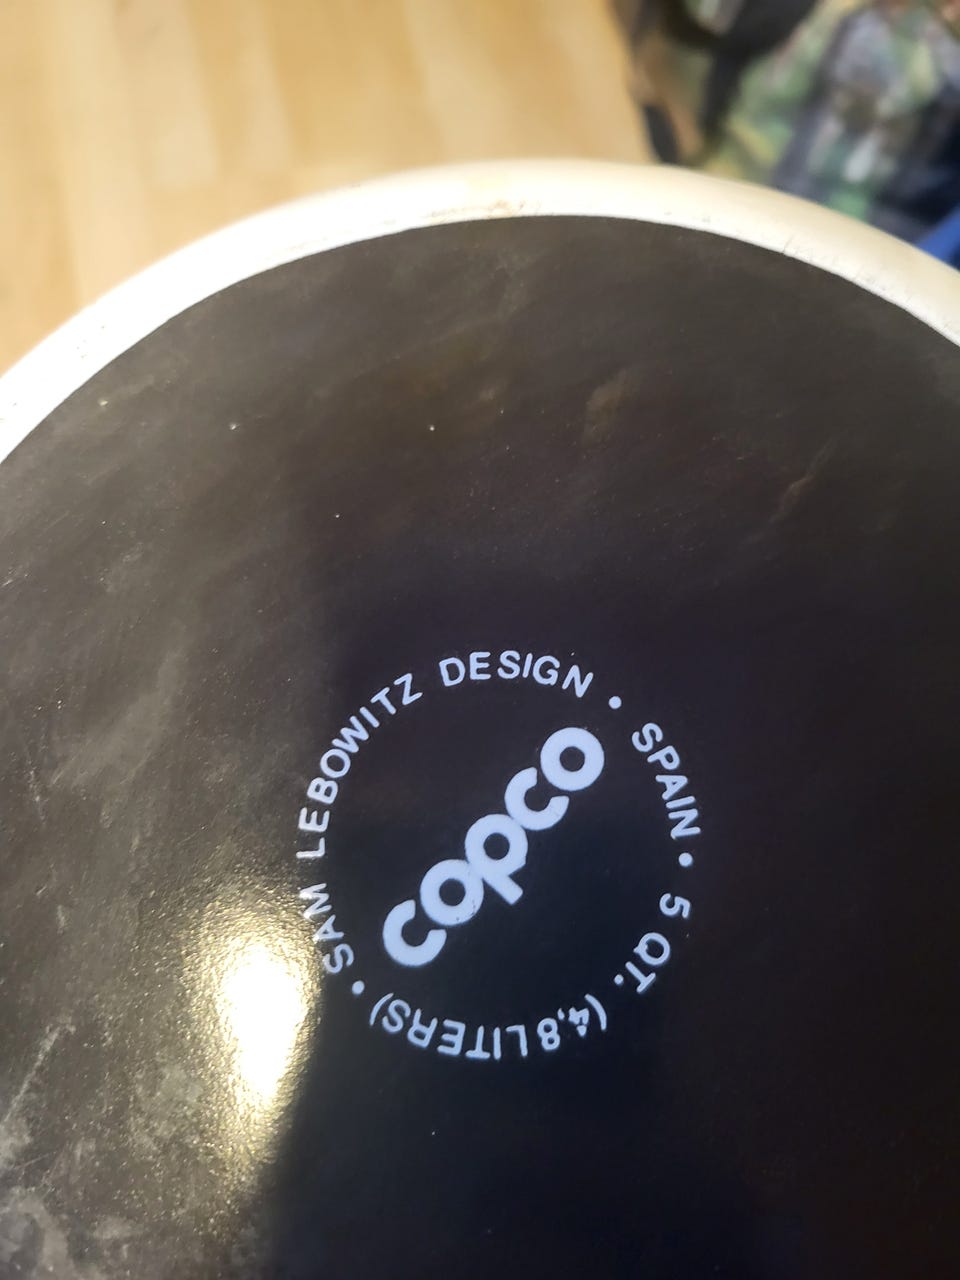 copco
SAM LEBOWITZ DESIGN • SPAIN • 5 QT. (4,8 LITERS) •